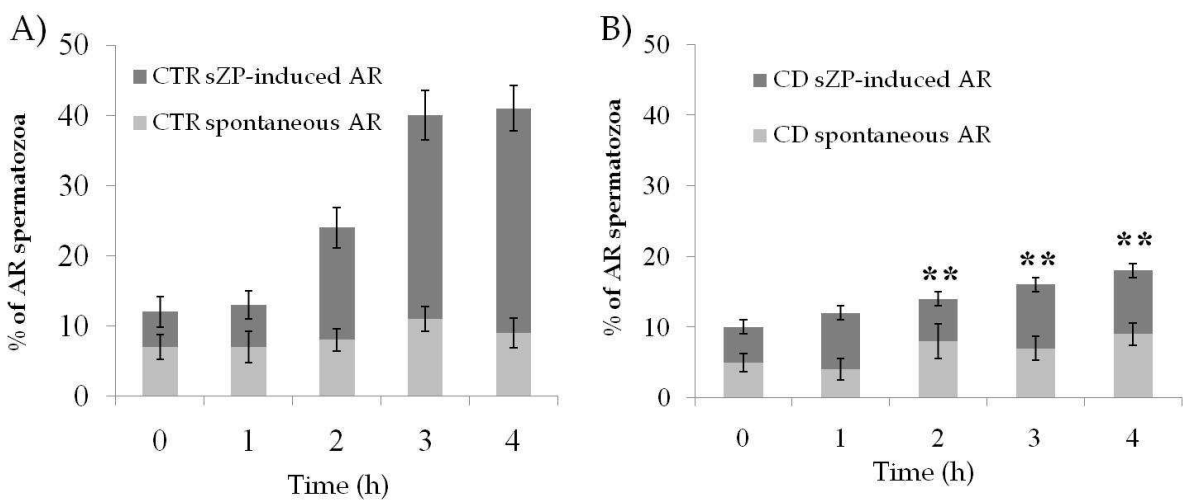 A)
50
40
30
20
10
0
% of AR spermatozoa
CTR sZP-induced AR
CTR spontaneous AR
0 1 2 3 4
Time (h)
B)
50
40
30
20
10
0
% of AR spermatozoa
CD sZP-induced AR
CD spontaneous AR
** ** **
0 1 2 3 4
Time (h)